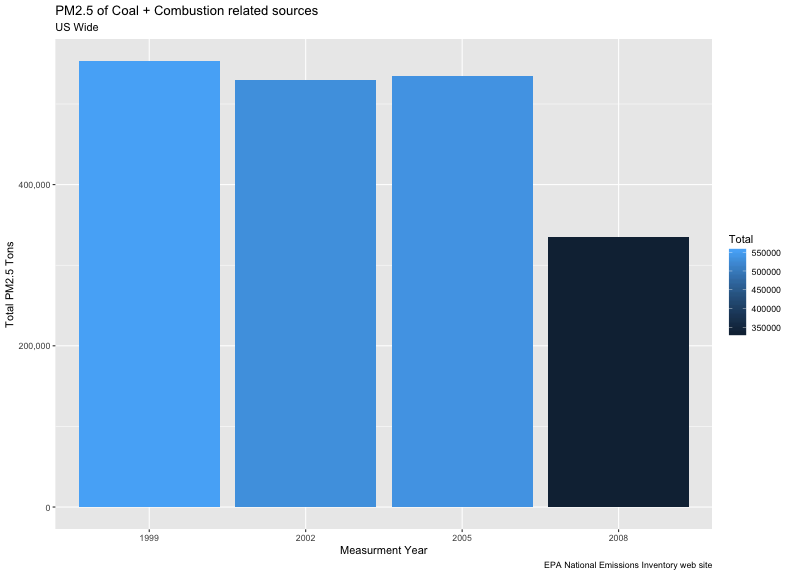 PM2.5 of Coal + Combustion related sources
US Wide
Total PM2.5 Tons
400,000
200,000
0
1999 2002 2005 2008
Measurment Year
Total
550000
500000
450000
400000
350000
EPA National Emissions Inventory web site